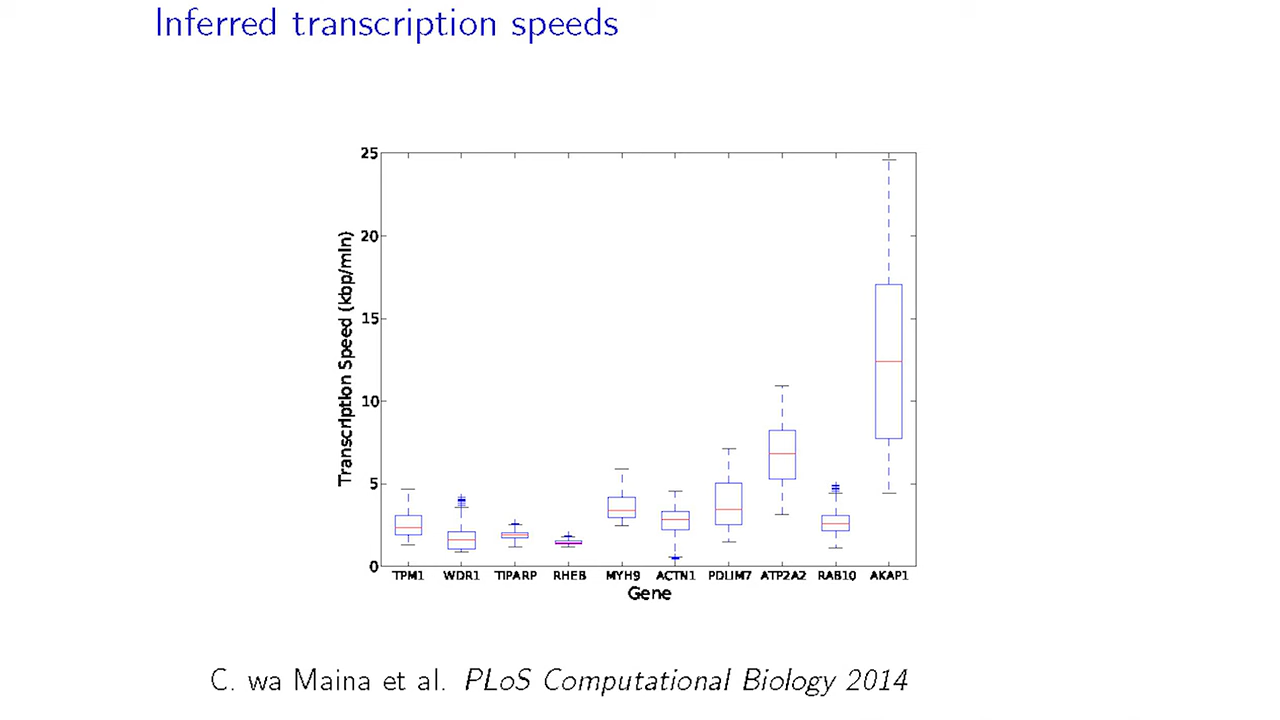 Inferred transcription speeds
25
20
15
10
5
0
Transcription Speed (kbp/min)
TPM1 WDR1 TIPARP RHEB MYH9 ACTN1 PDLIM7 ATP2A2 RAB10 AKAP1
Gene
C. wa Maina et al. PLoS Computational Biology 2014